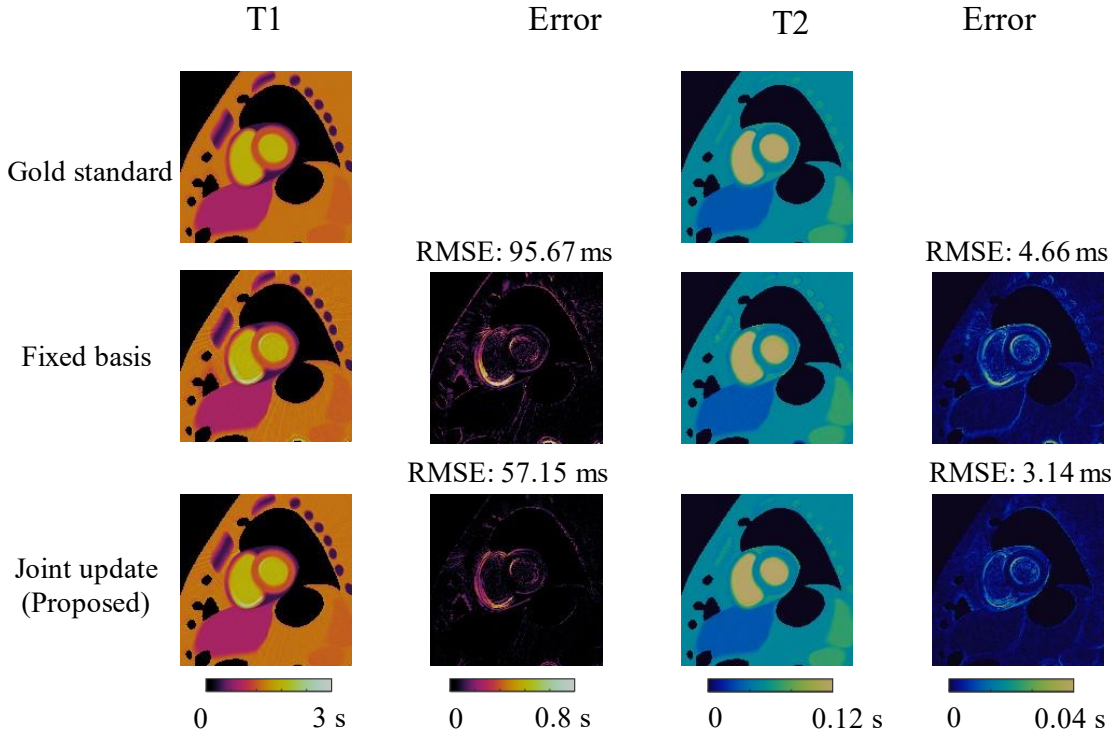 T1 Error T2 Error
Gold standard
RMSE: 95.67 ms RMSE: 4.66 ms
Fixed basis
RMSE: 57.15 ms RMSE: 3.14 ms
Joint update
(Proposed)
0 3 s 0 0.8 s 0 0.12 s 0 0.04 s